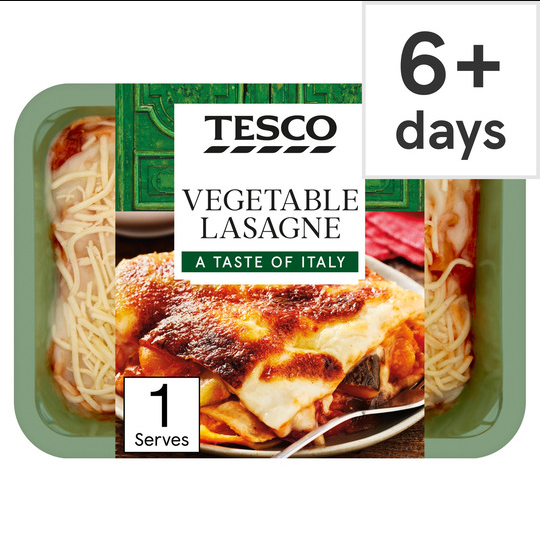 6+
days
TESCO
VEGETABLE
LASAGNE
A TASTE OF ITALY
1
Serves